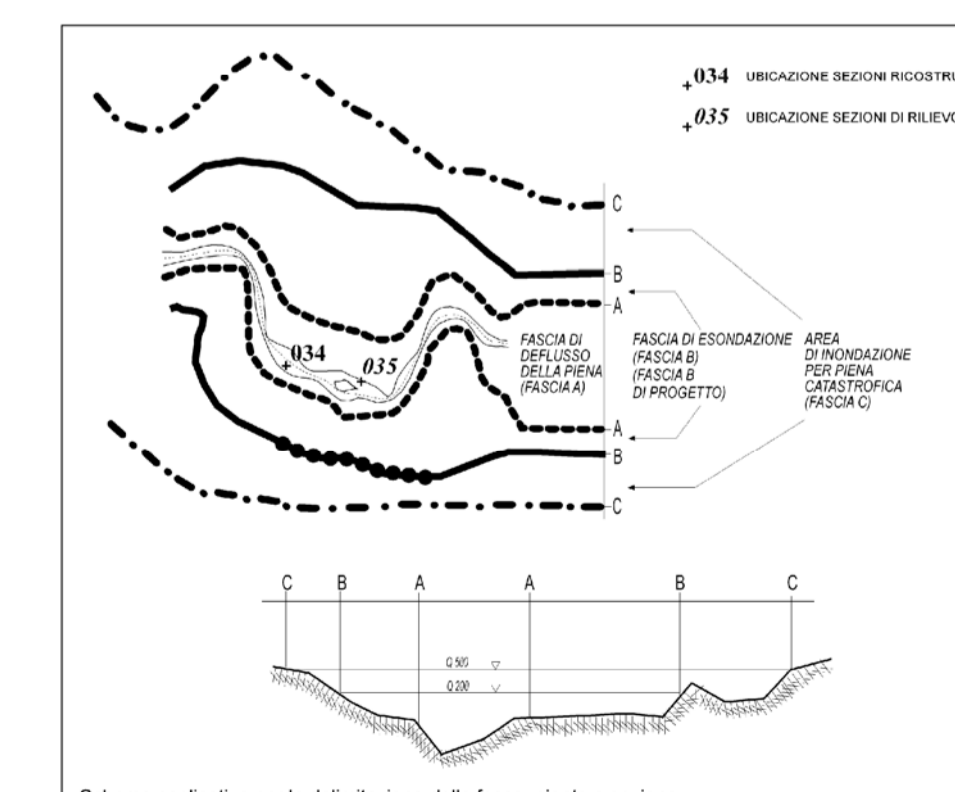 034 UBICAZIONE SEZIONI RICOSTRU
035 UBICAZIONE SEZIONI DI RILIEVO
C
B
A
034
035
FASCIA DI
DEFLUSSO
DELLA PIENA
(FASCIA A)
FASCIA DI ESONDAZIONE
(FASCIA B)
(FASCIA B
DI PROGETTO)
AREA
DI INONDAZIONE
PER PIENA
CATASTROFICA
(FASCIA C)
A
B
C
C B A A B C
Q 500
Q 200